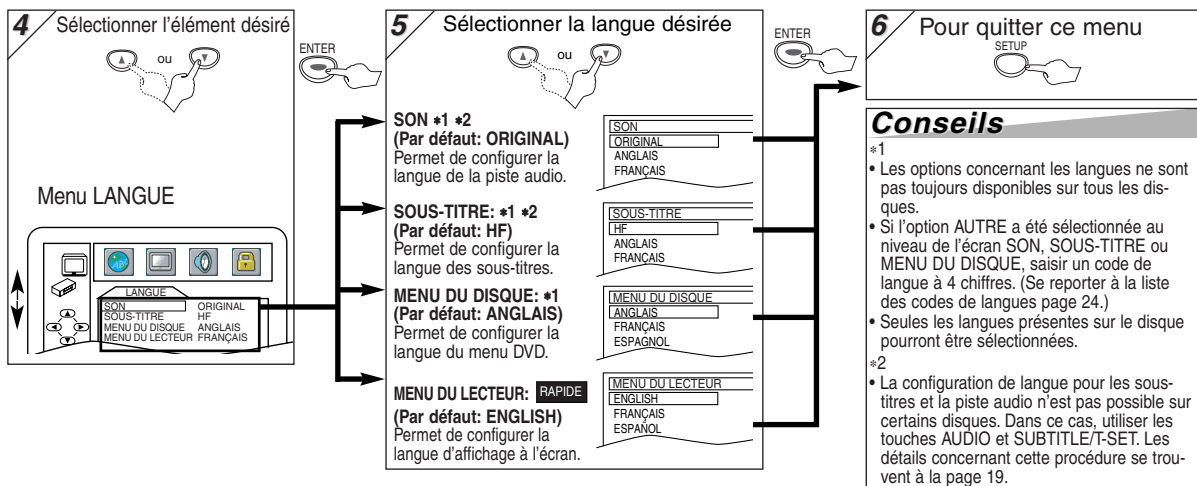 4 Sélectionner l'élément désiré
ou
ENTER
Menu LANGUE
LANGUE
SON ORIGINAL
SOUS-TITRE HF
MENU DU DISQUE ANGLAIS
MENU DU LECTEUR FRANÇAIS
5 Sélectionner la langue désirée
ou
ENTER
SON *1 *2
(Par défaut: ORIGINAL)
Permet de configurer la
langue de la piste audio.
SON
ORIGINAL
ANGLAIS
FRANÇAIS
SOUS-TITRE: *1 *2
(Par défaut: HF)
Permet de configurer la
langue des sous-titres.
SOUS-TITRE
HF
ANGLAIS
FRANÇAIS
MENU DU DISQUE: *1
(Par défaut: ANGLAIS)
Permet de configurer la
langue du menu DVD.
MENU DU DISQUE
ANGLAIS
FRANÇAIS
ESPAGNOL
MENU DU LECTEUR: RAPIDE
(Par défaut: ENGLISH)
Permet de configurer la
langue d'affichage à l'écran.
MENU DU LECTEUR
ENGLISH
FRANÇAIS
ESPAÑOL
6 Pour quitter ce menu
SETUP
Conseils
*1
• Les options concernant les langues ne sont
pas toujours disponibles sur tous les dis-
ques.
• Si l'option AUTRE a été sélectionnée au
niveau de l'écran SON, SOUS-TITRE ou
MENU DU DISQUE, saisir un code de
langue à 4 chiffres. (Se reporter à la liste
des codes de langues page 24.)
• Seules les langues présentes sur le disque
pourront être sélectionnées.
*2
• La configuration de langue pour les sous-
titres et la piste audio n'est pas possible sur
certains disques. Dans ce cas, utiliser les
touches AUDIO et SUBTITLE/T-SET. Les
détails concernant cette procédure se trou-
vent à la page 19.